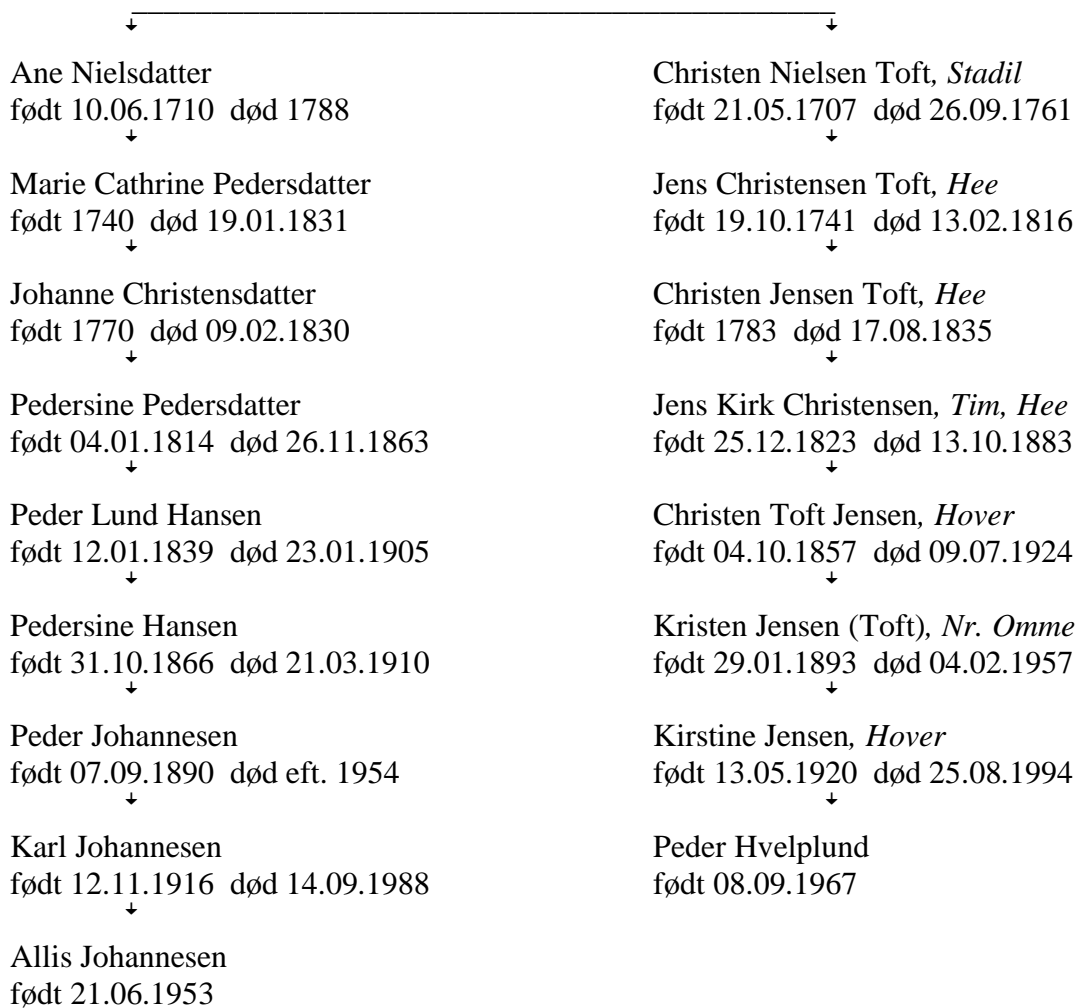 Ane Nielsdatter
født 10.06.1710 død 1788
Marie Cathrine Pedersdatter
født 1740 død 19.01.1831
Johanne Christensdatter
født 1770 død 09.02.1830
Pedersine Pedersdatter
født 04.01.1814 død 26.11.1863
Peder Lund Hansen
født 12.01.1839 død 23.01.1905
Pedersine Hansen
født 31.10.1866 død 21.03.1910
Peder Johannesen
født 07.09.1890 død eft. 1954
Karl Johannesen
født 12.11.1916 død 14.09.1988
Allis Johannesen
født 21.06.1953
Christen Nielsen Toft, Stadil
født 21.05.1707 død 26.09.1761
Jens Christensen Toft, Hee
født 19.10.1741 død 13.02.1816
Christen Jensen Toft, Hee
født 1783 død 17.08.1835
Jens Kirk Christensen, Tim, Hee
født 25.12.1823 død 13.10.1883
Christen Toft Jensen, Hover
født 04.10.1857 død 09.07.1924
Kristen Jensen (Toft), Nr. Omme
født 29.01.1893 død 04.02.1957
Kirstine Jensen, Hover
født 13.05.1920 død 25.08.1994
Peder Hvelplund
født 08.09.1967